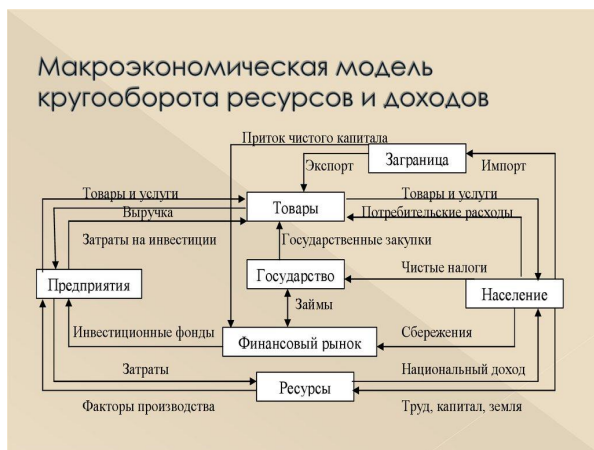 Макроэкономическая модель
кругооборота ресурсов и доходов
Приток чистого капитала
Заграница
Экспорт
Импорт
Товары и услуги
Товары
Товары и услуги
Выручка
Потребительские расходы
Затраты на инвестиции
Государственные закупки
Государство
Чистые налоги
Предприятия
Население
Займы
Инвестиционные фонды
Финансовый рынок
Сбережения
Затраты
Национальный доход
Ресурсы
Факторы производства
Труд, капитал, земля